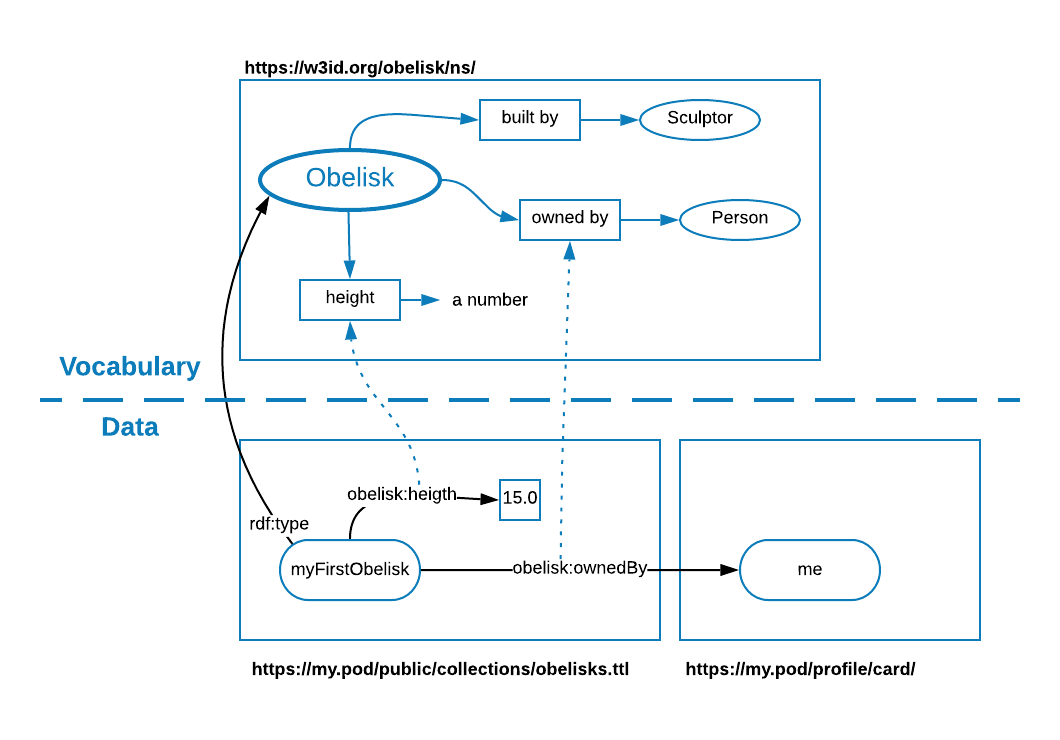 https://w3id.org/obelisk/ns/
built by
Sculptor
Obelisk
owned by
Person
height
a number
Vocabulary
Data
obelisk:heigth
15.0
rdf:type
myFirstObelisk
obelisk:ownedBy
me
https://my.pod/public/collections/obelisks.ttl
https://my.pod/profile/card/